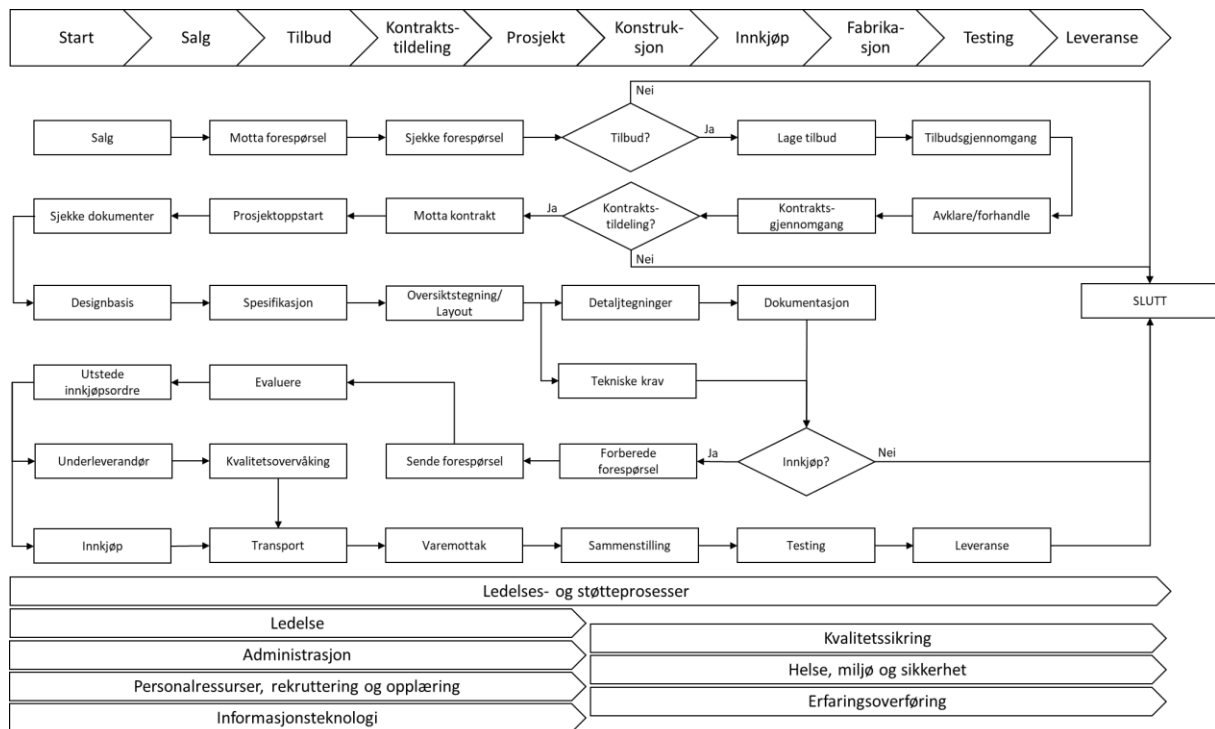 Start
Salg
Tilbud
Kontrakts-
tildeling
Prosjekt
Konstruk-
sjon
Innkjøp
Fabrika-
sjon
Testing
Leveranse
Nei
Salg
Motta forespørsel
Sjekke forespørsel
Tilbud?
Ja
Lage tilbud
Tilbudsgjennomgang
Sjekke dokumenter
Prosjektoppstart
Motta kontrakt
Ja
Kontrakts-
tildeling?
Kontrakts-
gjennomgang
Avklare/forhandle
Nei
Designbasis
Spesifikasjon
Oversiktstegning/
Layout
Detaljtegninger
Dokumentasjon
SLUTT
Utstede
innkjøpsordre
Evaluere
Tekniske krav
Underleverandør
Kvalitetsovervåking
Sende forespørsel
Forberede
forespørsel
Ja
Innkjøp?
Nei
Innkjøp
Transport
Varemottak
Sammenstilling
Testing
Leveranse
Ledelses- og støtteprosesser
Ledelse
Kvalitetssikring
Administrasjon
Helse, miljø og sikkerhet
Personalressurser, rekruttering og opplæring
Erfaringsoverføring
Informasjonsteknologi